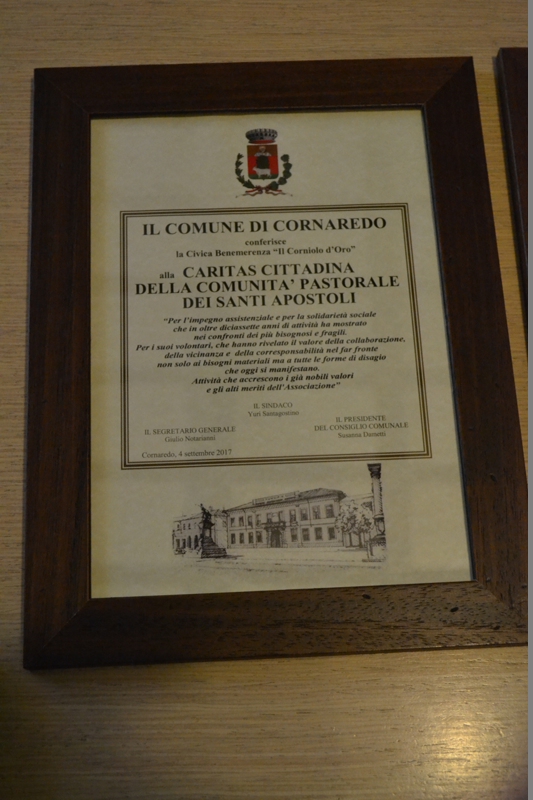 IL COMUNE DI CORNAREDO
conferisce
la Civica Benemerenza "Il Corniolo d'Oro"
alla CARITAS CITTADINA
DELLA COMUNITA' PASTORALE
DEI SANTI APOSTOLI
"Per l'impegno assistenziale e per la solidarietà sociale
che in oltre diciassette anni di attività ha mostrato
nei confronti dei più bisognosi e fragili.
Per i suoi volontari, che hanno rivelato il valore della collaborazione,
della vicinanza e della corresponsabilità nel far fronte
non solo ai bisogni materiali ma a tutte le forme di disagio
che oggi si manifestano.
Attività che accrescono i già nobili valori
e gli alti meriti dell'Associazione"
IL SINDACO
Yuri Santagostino
IL SEGRETARIO GENERALE
Giulio Notarianni
IL PRESIDENTE
DEL CONSIGLIO COMUNALE
Susanna Dametti
Cornaredo, 4 settembre 2017